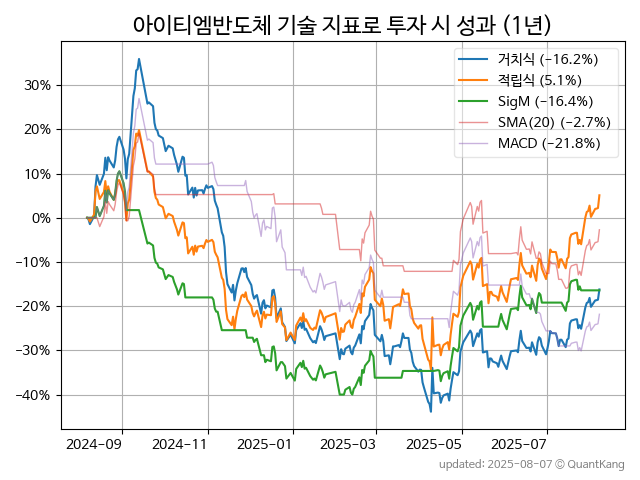 아이티엠반도체 기술 지표로 투자 시 성과 (1년)
거치식 (−16.2%)
적립식 (5.1%)
SigM (−16.4%)
SMA(20) (−2.7%)
MACD (−21.8%)
30%
20%
10%
0%
−10%
−20%
−30%
−40%
2024-09 2024-11 2025-01 2025-03 2025-05 2025-07
updated: 2025-08-07 © QuantKang